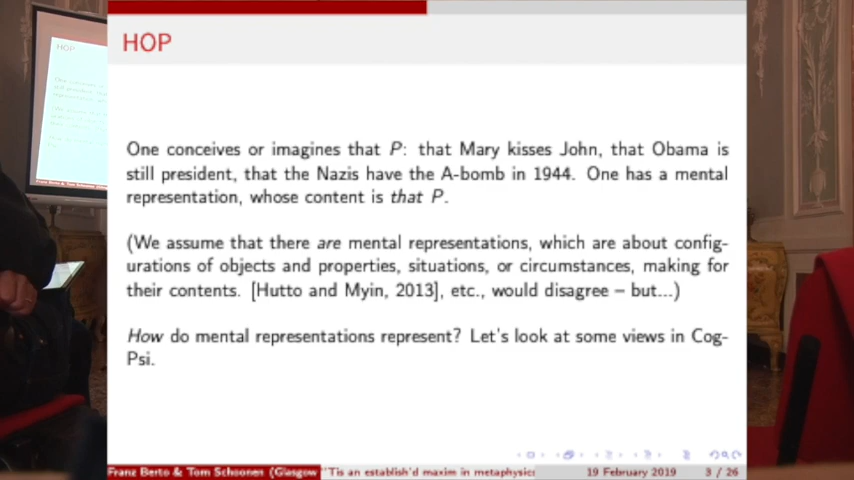 HOP
One conceives or imagines that P: that Mary kisses John, that Obama is
still president, that the Nazis have the A-bomb in 1944. One has a mental
representation, whose content is that P.
(We assume that there are mental representations, which are about config-
urations of objects and properties, situations, or circumstances, making for
their contents. [Hutto and Myin, 2013], etc., would disagree – but...)
How do mental representations represent? Let's look at some views in Cog-
Psi.
Franz Berto & Tom Schoonen (Glasgow "Tis an establish'd maxim in metaphysics 19 February 2019 3 / 26
HOP